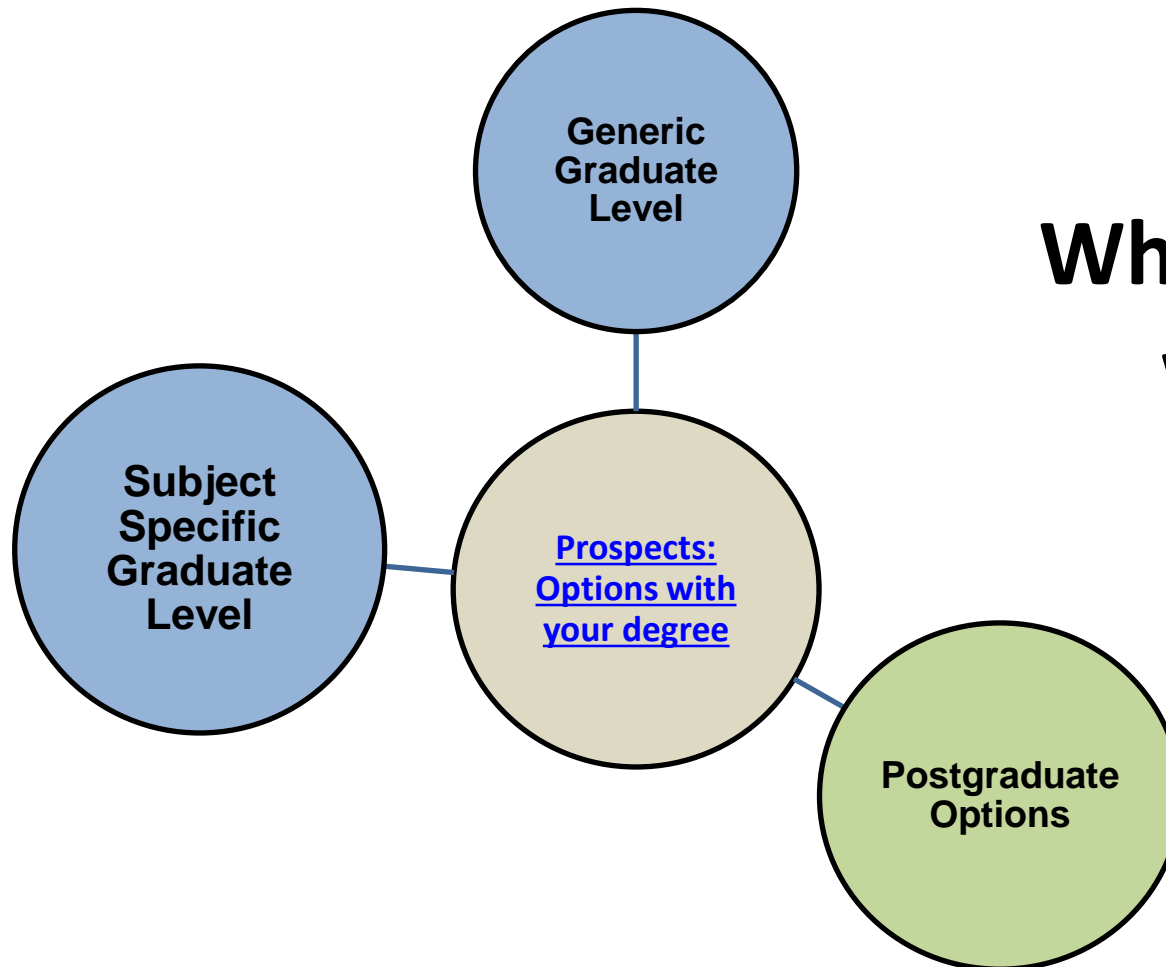 Generic
Graduate
Level
Wh
Subject
Specific
Graduate
Level
Prospects:
Options with
your degree
Postgraduate
Options